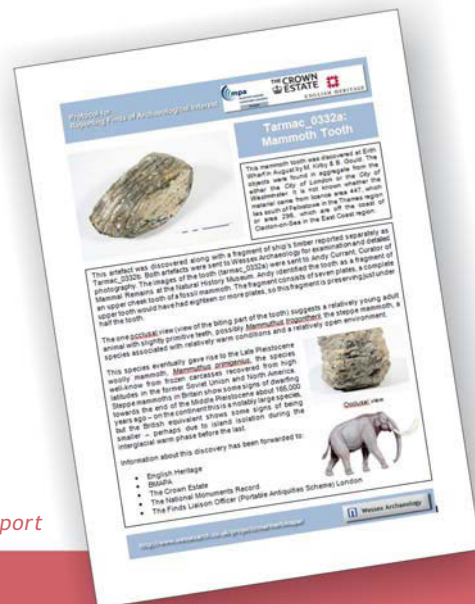 Protocol for
Reporting Finds of Archaeological Interest
mpa
THE CROWN
ESTATE
ENGLISH HERITAGE
Tarmac_0332a:
Mammoth Tooth
This mammoth tooth was discovered at Erith
Wharf in August by M. Kirby & B. Gould. The
objects were found in aggregate from the
either the City of London or the City of
Westminster. It is not known whether the
material came from licence area 447, which
lies south of Felixstowe in the Thames region
or area 296, which are off the coast of
Clacton-on-Sea in the East Coast region.
This artefact was discovered along with a fragment of ship's timber reported separately as
Tarmac_0332b. Both artefacts were sent to Wessex Archaeology for examination and detailed
photography. The images of the tooth (tarmac_0332a) were sent to Andy Currant, Curator of
Mammal Remains at the Natural History Museum. Andy identified the tooth as a fragment of
an upper cheek tooth of a fossil mammoth. The fragment consists of seven plates, a complete
upper tooth would have had eighteen or more plates, so this fragment is preserving just under
half the tooth.
The one occlusal view (view of the biting part of the tooth) suggests a relatively young adult
animal with slightly primitive teeth, possibly Mammuthus trogontherii the steppe mammoth, a
species associated with relatively warm conditions and a relatively open environment.
This species eventually gave rise to the Late Pleistocene
woolly mammoth, Mammuthus primigenius, the species
well-know from frozen carcasses recovered from high
latitudes in the former Soviet Union and North America.
Steppe mammoths in Britain show some signs of dwarfing
towards the end of the Middle Pleistocene about 186,000
years ago – on the continent this is a notably large species,
but the British equivalent shows some signs of being
smaller – perhaps due to island isolation during the
interglacial warm phase before the last.
Occlusal view
Information about this discovery has been forwarded to:
• English Heritage
• BMAPA
• The Crown Estate
• The National Monuments Record
• The Finds Liaison Officer (Portable Antiquities Scheme) London
Wessex Archaeology
port